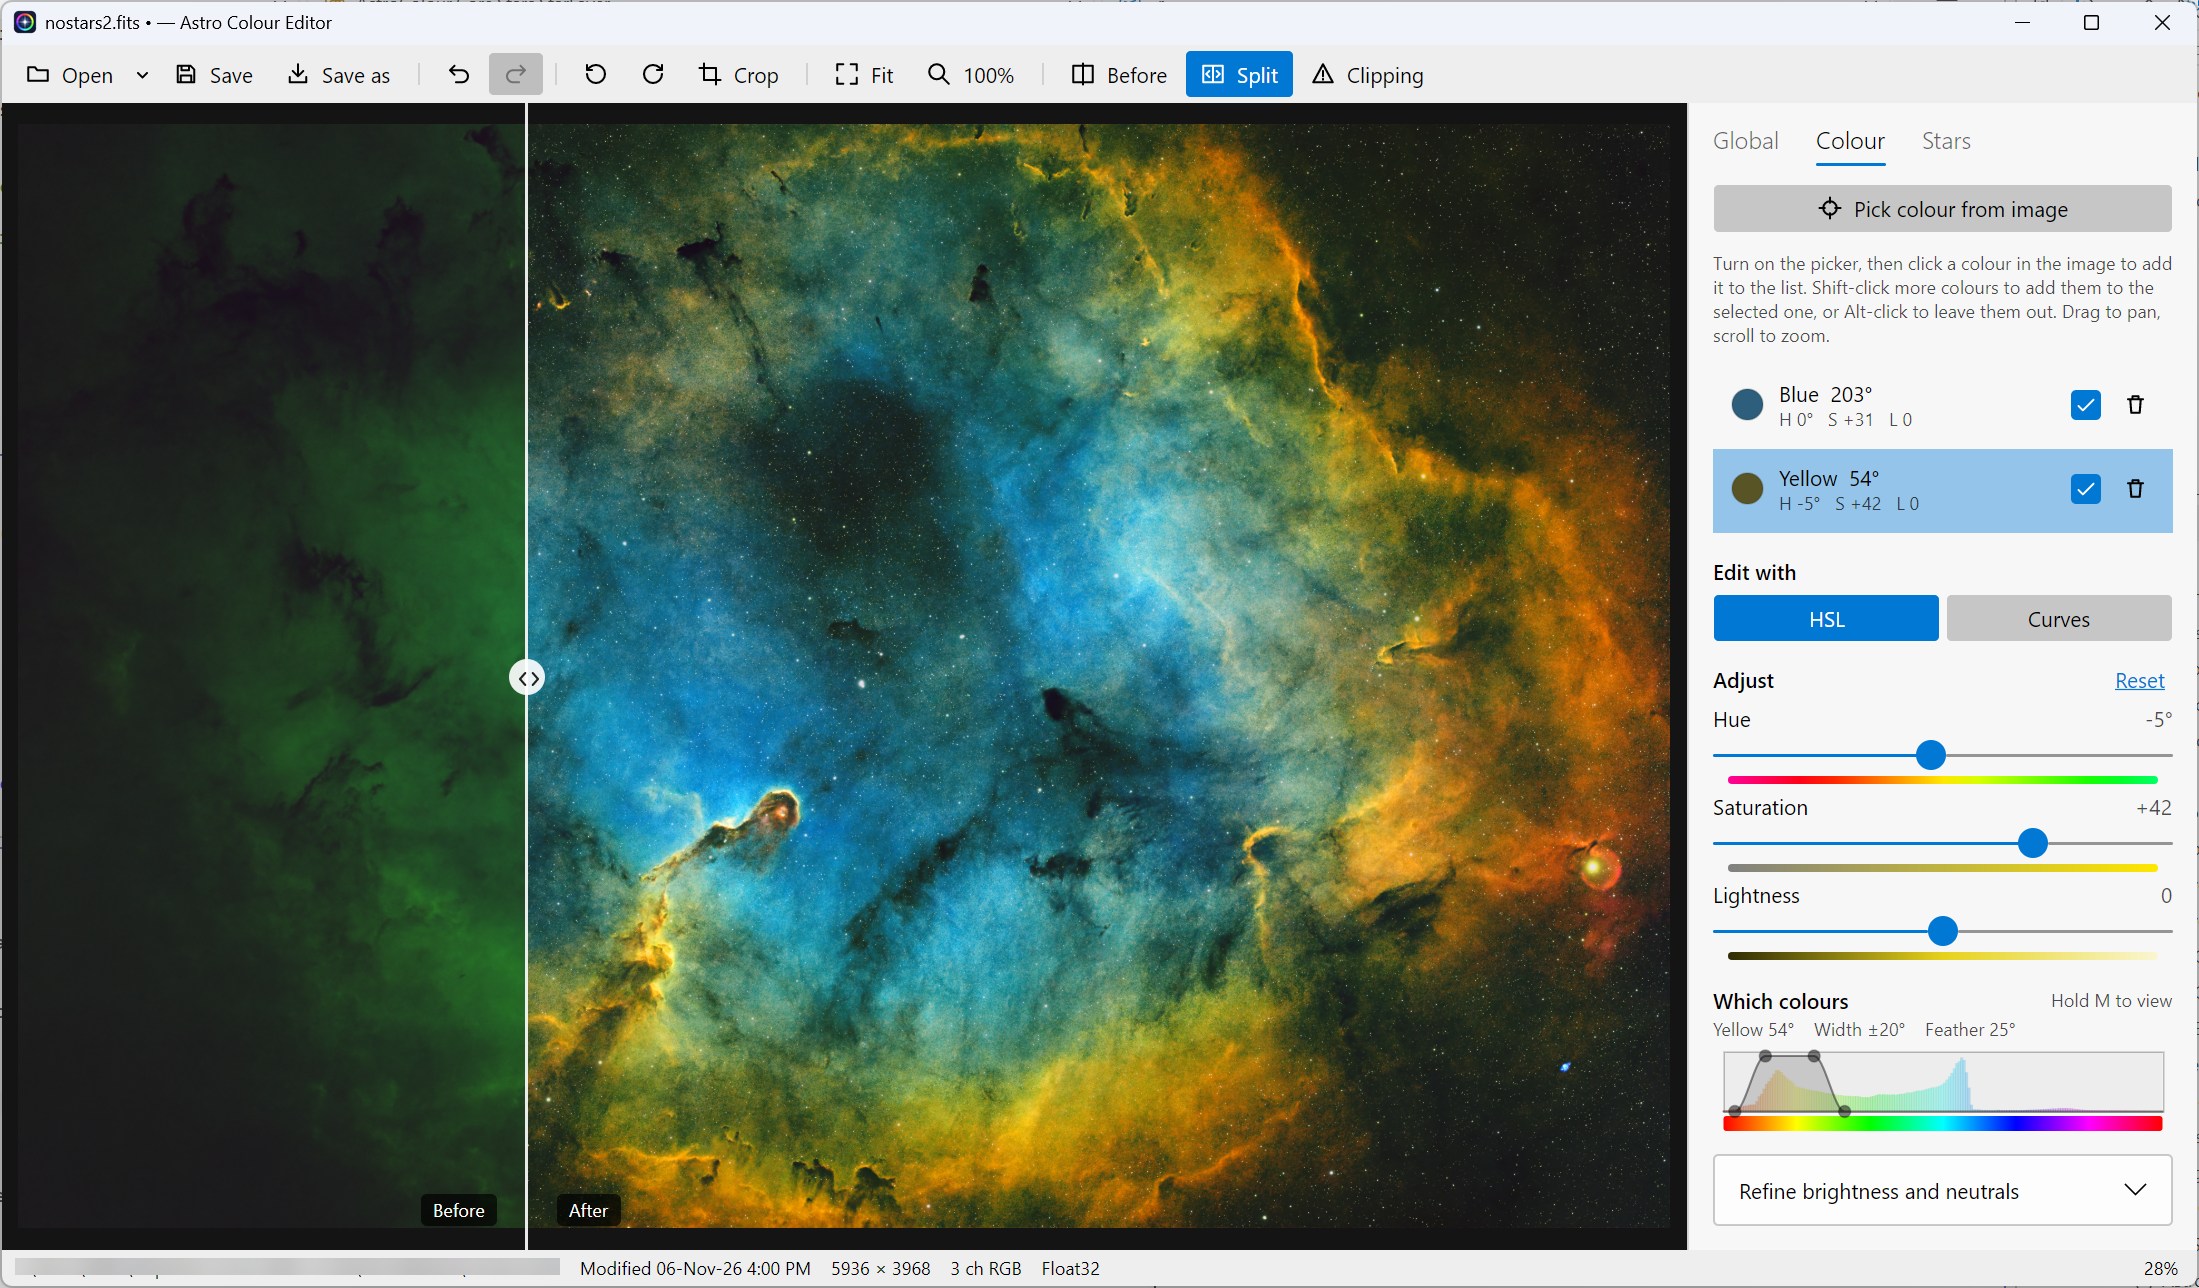 nostars2.fits • — Astro Colour Editor
Open Save Save as Crop Fit 100% Before Split Clipping
Global Colour Stars
Pick colour from image
Turn on the picker, then click a colour in the image to add
it to the list. Shift-click more colours to add them to the
selected one, or Alt-click to leave them out. Drag to pan,
scroll to zoom.
Blue 203°
H 0° S +31 L 0
Yellow 54°
H -5° S +42 L 0
Edit with
HSL Curves
Adjust Reset
Hue -5°
Saturation +42
Lightness 0
Which colours Hold M to view
Yellow 54° Width ±20° Feather 25°
Refine brightness and neutrals
Before After
Modified 06-Nov-26 4:00 PM 5936 × 3968 3 ch RGB Float32 28%